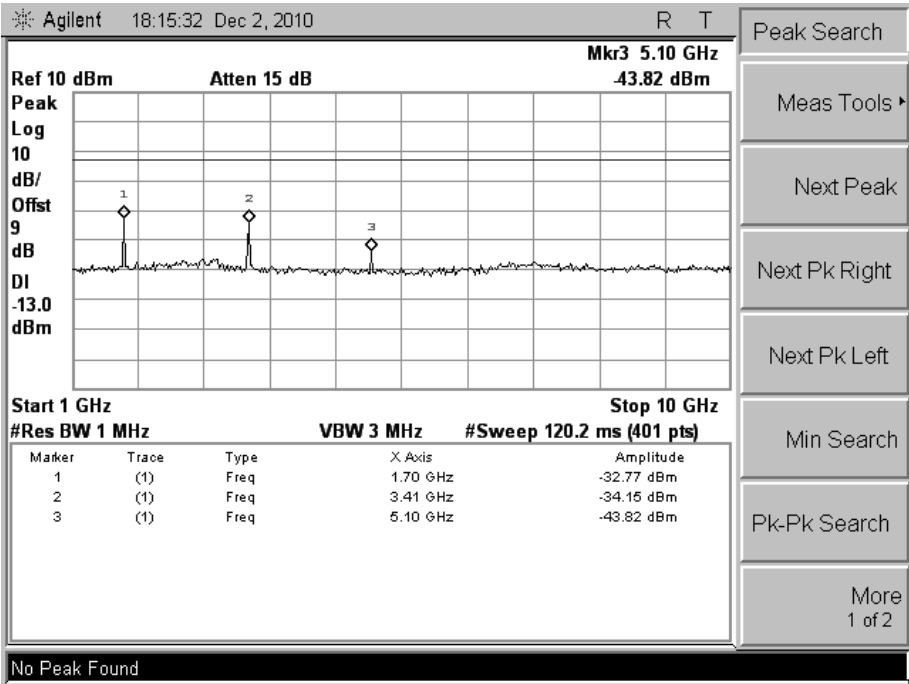 Agilent 18:15:32 Dec 2, 2010 R T
Mkr3 5.10 GHz
Ref 10 dBm Atten 15 dB -43.82 dBm
Peak
Log
10
dB/
Offst
9
dB
DI
-13.0
dBm
1
2
3
Start 1 GHz Stop 10 GHz
#Res BW 1 MHz VBW 3 MHz #Sweep 120.2 ms (401 pts)
Marker Trace Type X Axis Amplitude
1 (1) Freq 1.70 GHz -32.77 dBm
2 (1) Freq 3.41 GHz -34.15 dBm
3 (1) Freq 5.10 GHz -43.82 dBm
No Peak Found
Peak Search
Meas Tools
Next Peak
Next Pk Right
Next Pk Left
Min Search
Pk-Pk Search
More
1 of 2